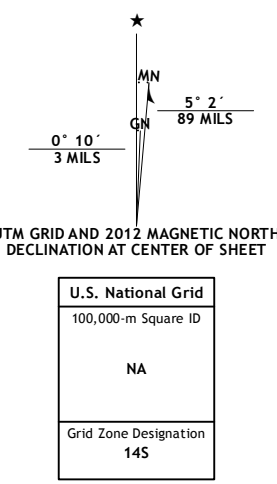 ★
MN
GN
5° 2´
89 MILS
0° 10´
3 MILS
UTM GRID AND 2012 MAGNETIC NORTH
DECLINATION AT CENTER OF SHEET
U.S. National Grid
100,000-m Square ID
NA
Grid Zone Designation
14S